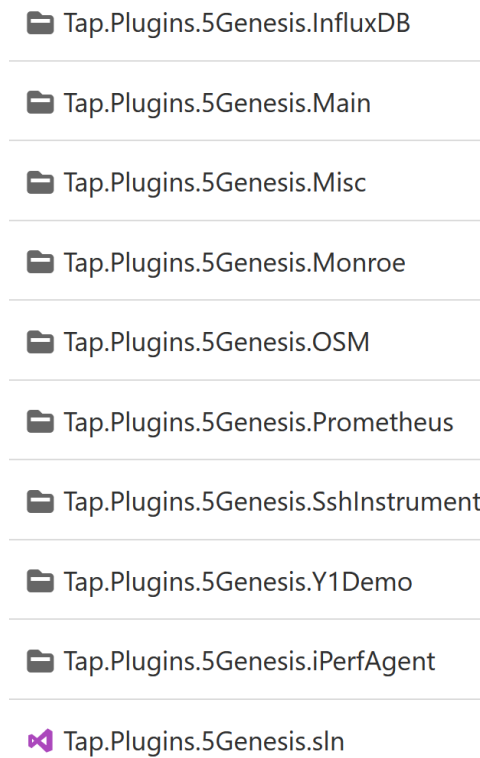 Tap.Plugins.5Genesis.InfluxDB
Tap.Plugins.5Genesis.Main
Tap.Plugins.5Genesis.Misc
Tap.Plugins.5Genesis.Monroe
Tap.Plugins.5Genesis.OSM
Tap.Plugins.5Genesis.Prometheus
Tap.Plugins.5Genesis.SshInstrument
Tap.Plugins.5Genesis.Y1Demo
Tap.Plugins.5Genesis.iPerfAgent
Tap.Plugins.5Genesis.sln